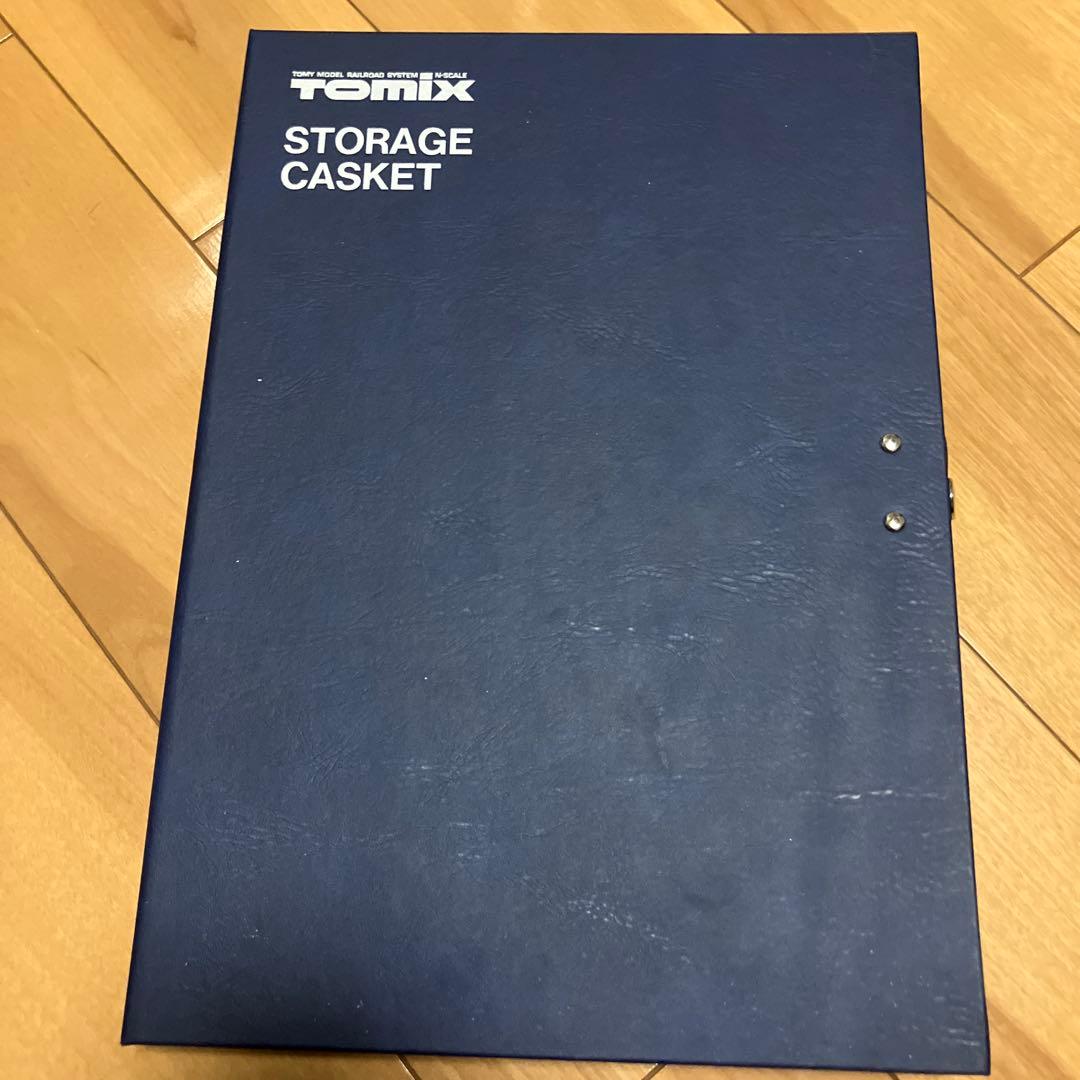 TOMY MODEL RAILROAD SYSTEM N-SCALE
TOMIX
STORAGE
CASKET